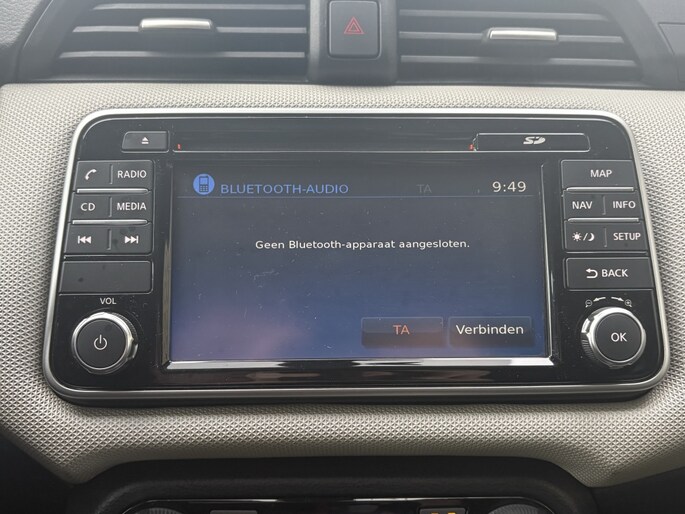 SD
RADIO
MAP
CD MEDIA
NAV INFO
SETUP
BACK
VOL
OK
BLUETOOTH-AUDIO TA 9:49
Geen Bluetooth-apparaat aangesloten.
TA Verbinden